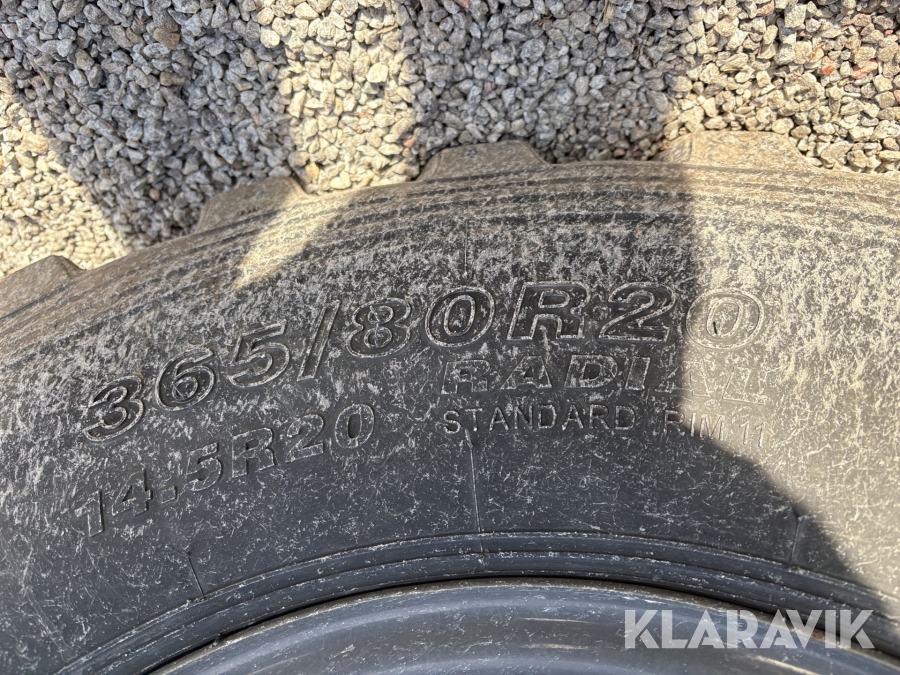 365/80R20
RADIAL
14.5R20
STANDARD RIM 11
KLARAVIK